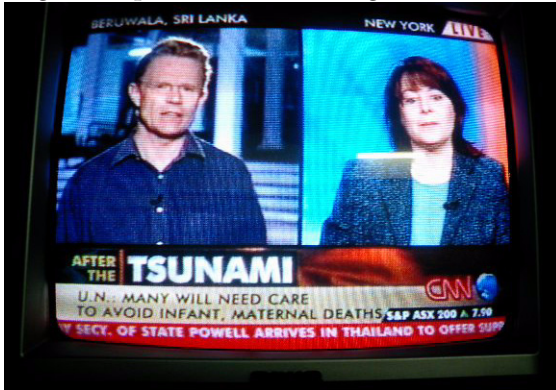 BERUWALA, SRI LANKA
NEW YORK LIVE
AFTER THE TSUNAMI
CNN
U.N.: MANY WILL NEED CARE
TO AVOID INFANT, MATERNAL DEATHS
S&P ASX 200 ▲ 7.90
Y SECY. OF STATE POWELL ARRIVES IN THAILAND TO OFFER SUPP